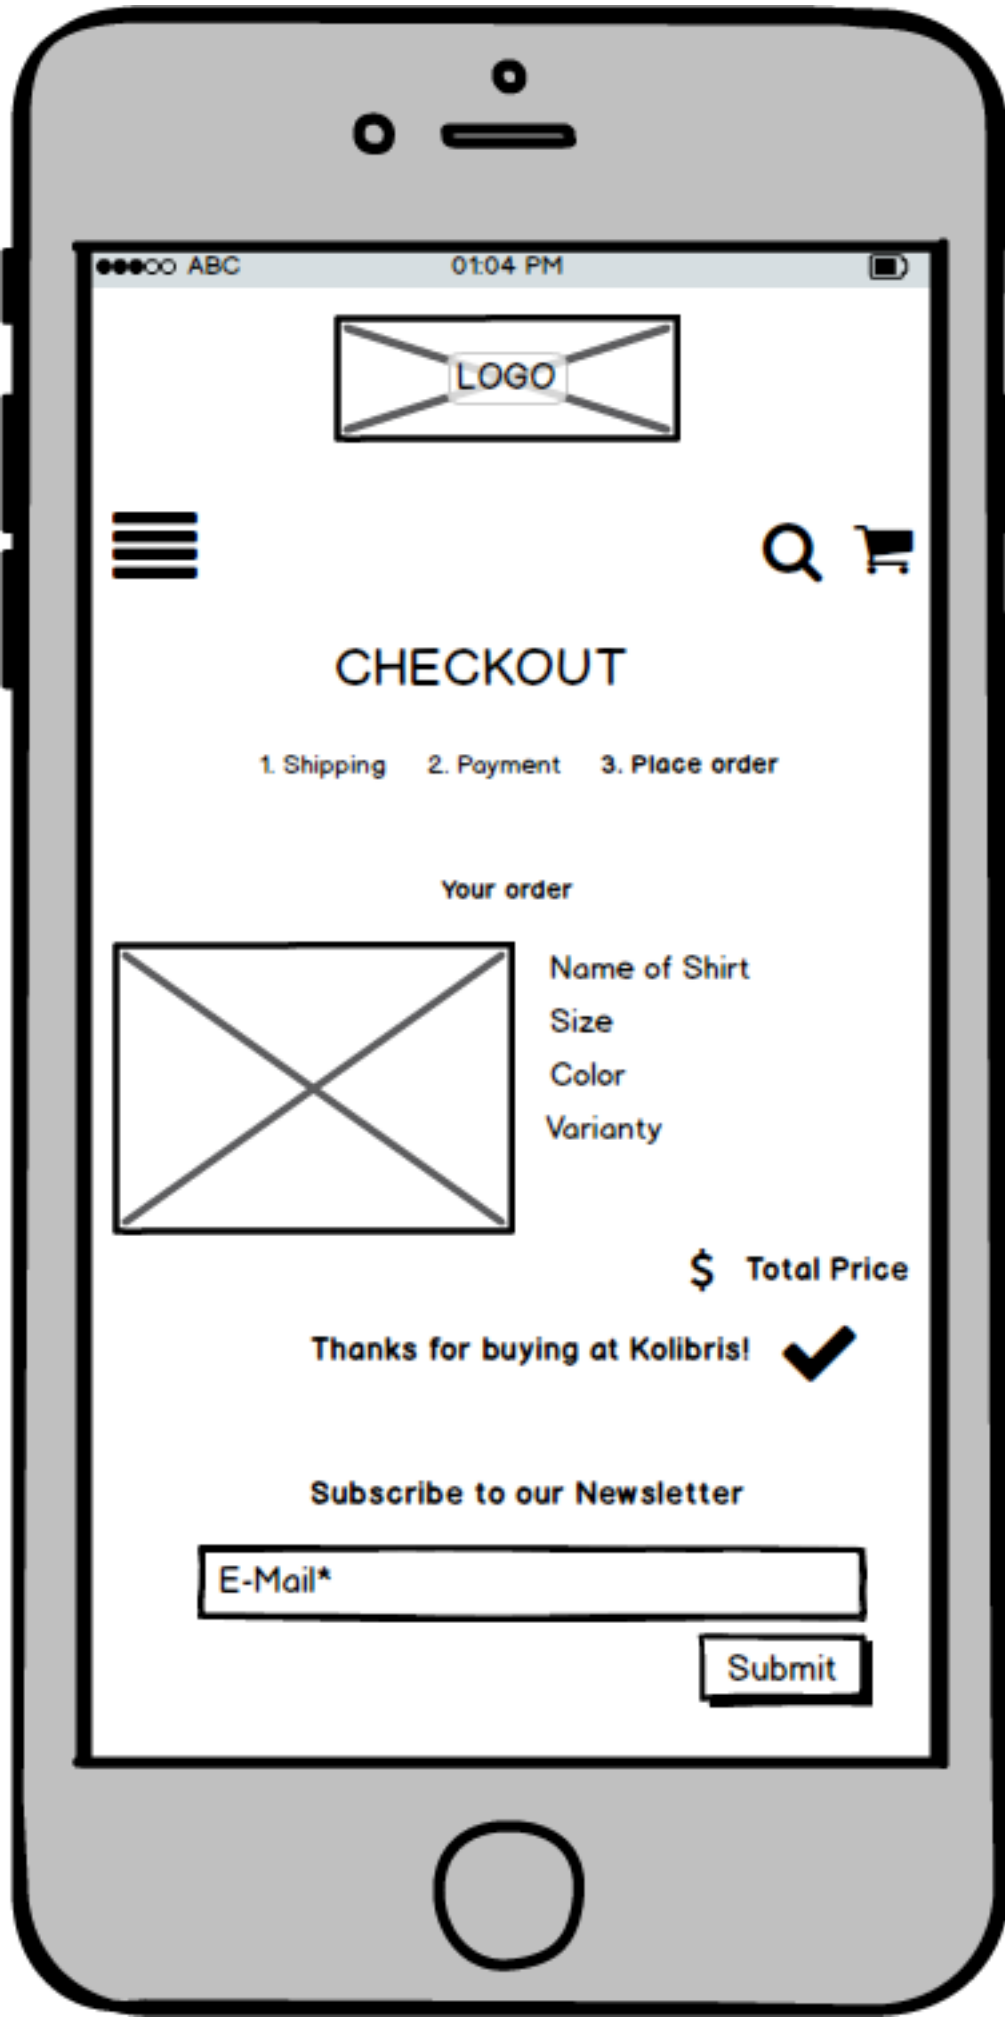 ABC 01:04 PM
LOGO
CHECKOUT
1. Shipping 2. Payment 3. Place order
Your order
Name of Shirt
Size
Color
Varianty
$ Total Price
Thanks for buying at Kolibris!
Subscribe to our Newsletter
E-Mail*
Submit